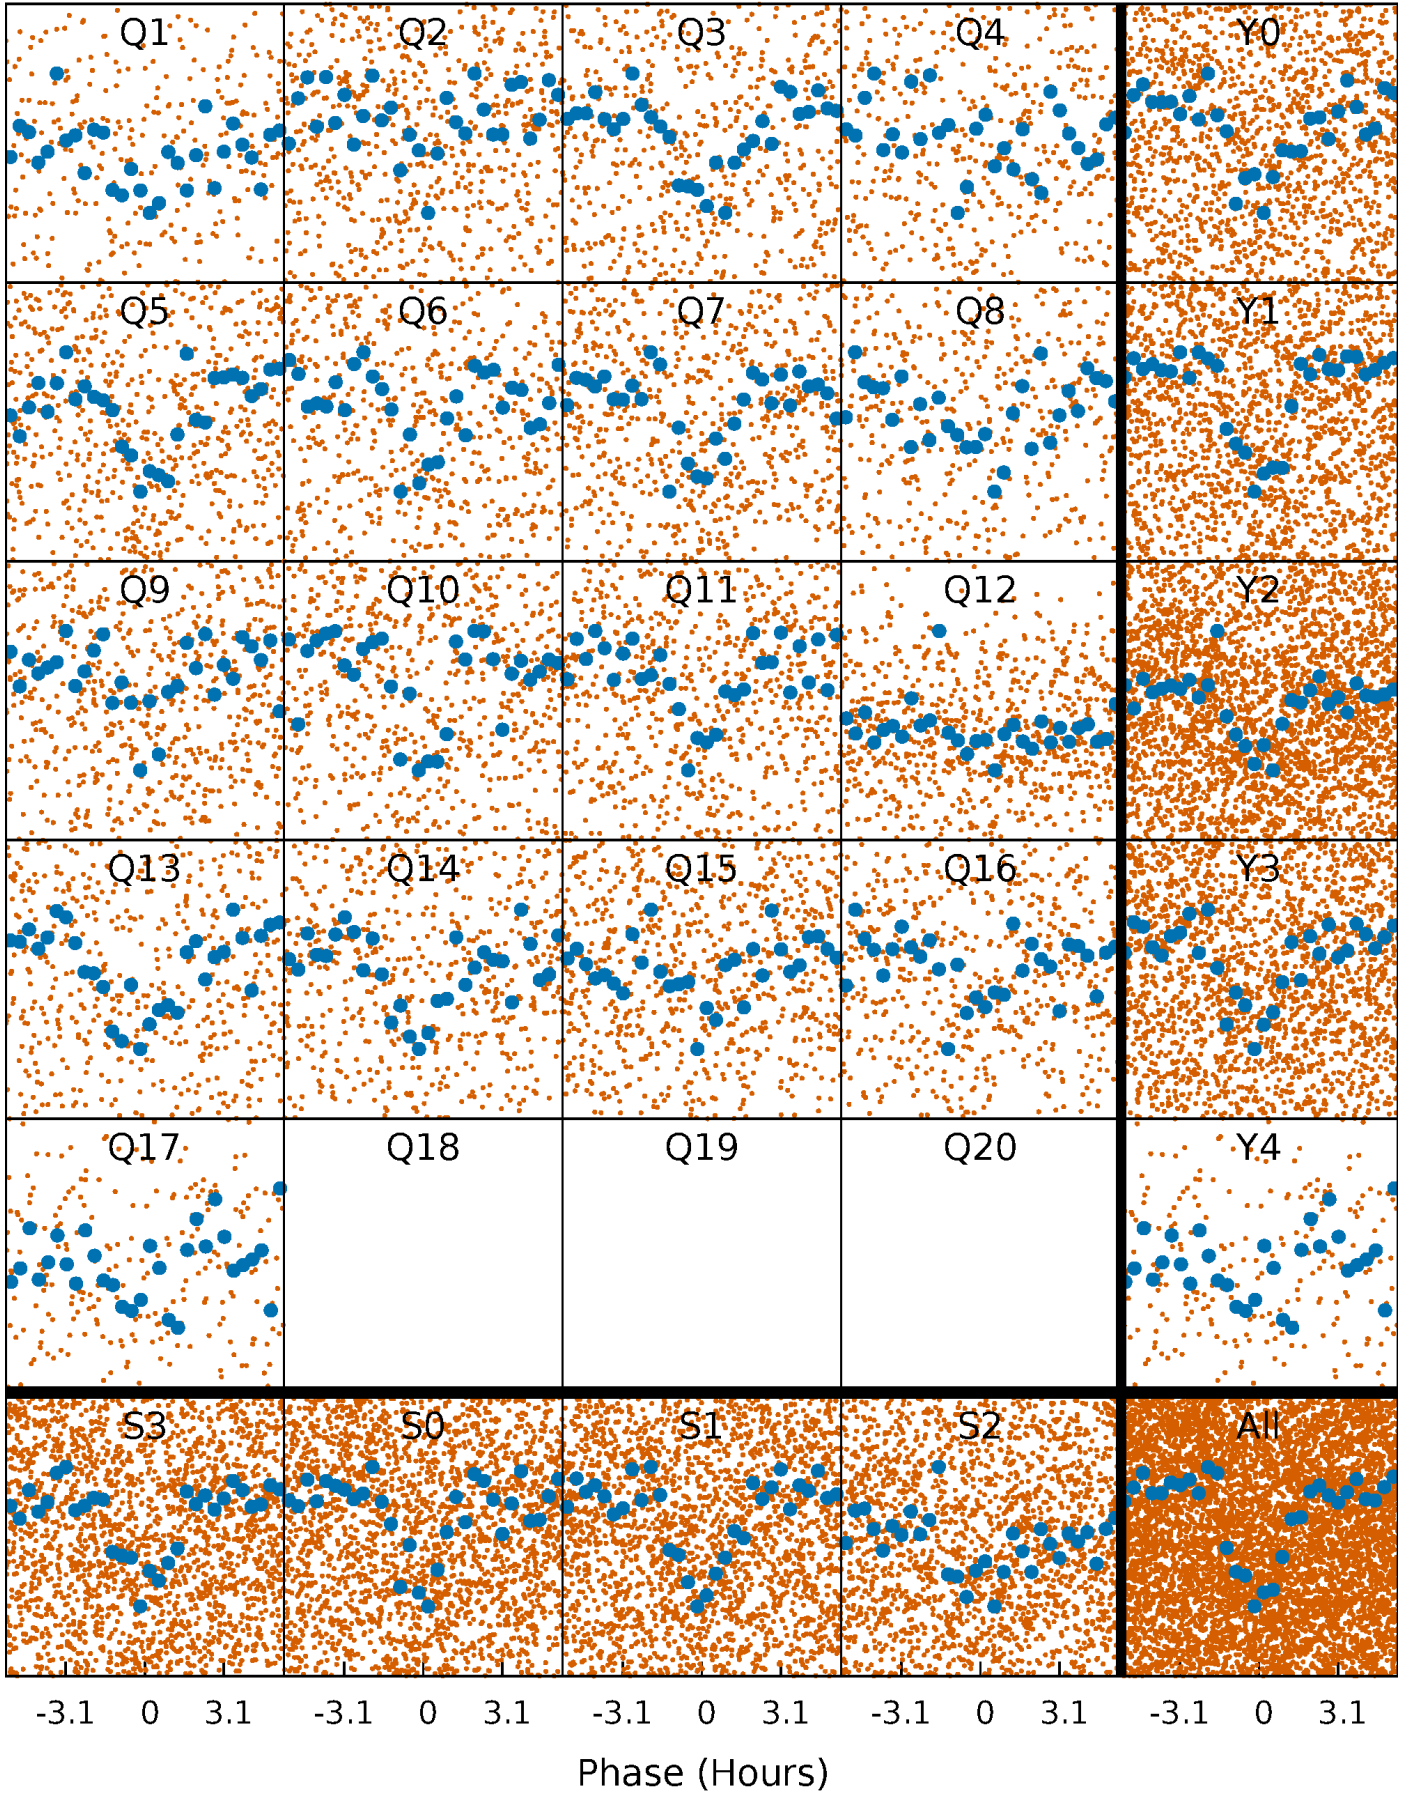 Q1 Q2 Q3 Q4 Y0
Q5 Q6 Q7 Q8 Y1
Q9 Q10 Q11 Q12 Y2
Q13 Q14 Q15 Q16 Y3
Q17 Q18 Q19 Q20 Y4
S3 S0 S1 S2 All
-3.1 0 3.1 -3.1 0 3.1 -3.1 0 3.1 -3.1 0 3.1 -3.1 0 3.1
Phase (Hours)